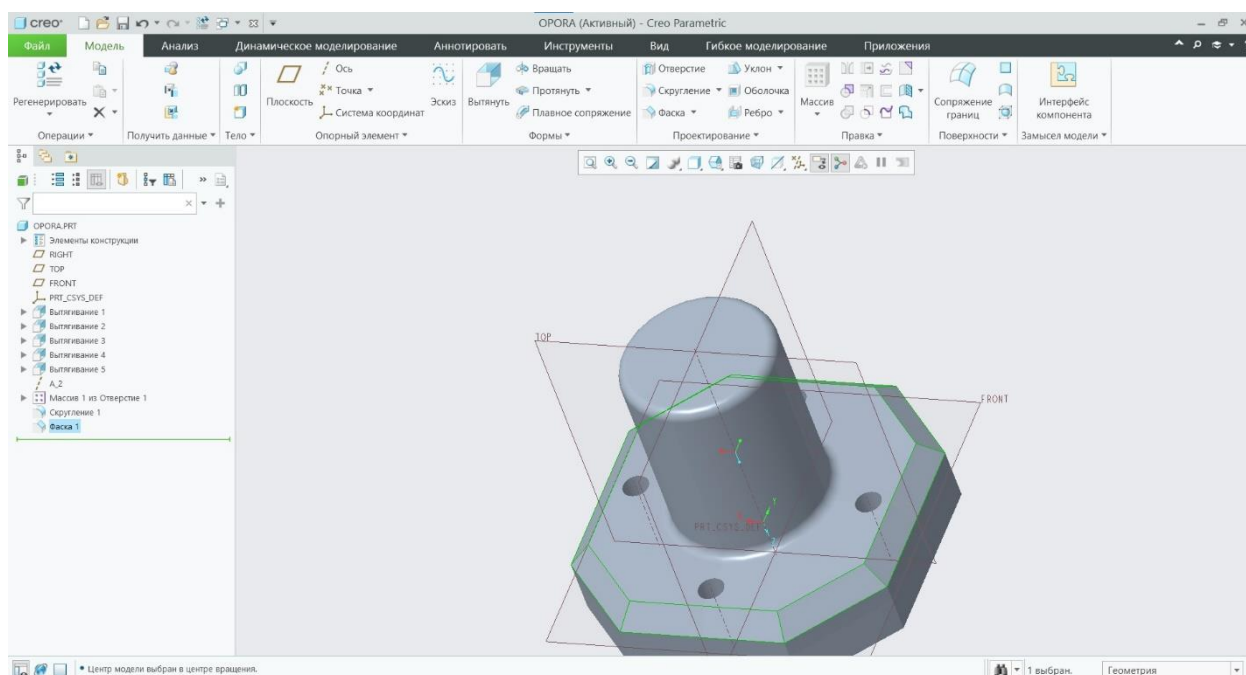 creo
OPORA (Активный) - Creo Parametric
Файл Модель Анализ Динамическое моделирование Аннотировать Инструменты Вид Гибкое моделирование Приложения
Регенерировать
Операции
Получить данные
Тело
Плоскость
Ось
Точка
Система координат
Опорный элемент
Эскиз
Вытянуть
Вращать
Протянуть
Плавное сопряжение
Формы
Отверстие
Уклон
Скругление
Оболочка
Фаска
Ребро
Проектирование
Массив
Правка
Сопряжение границ
Поверхности
Интерфейс компонента
Замысел модели
OPORA.PRT
Элементы конструкции
RIGHT
TOP
FRONT
PRT_CSYS_DEF
Вытягивание 1
Вытягивание 2
Вытягивание 3
Вытягивание 4
Вытягивание 5
A_2
Массив 1 из Отверстие 1
Скругление 1
Фаска 1
TOP
FRONT
PRT_CSYS_DEF
• Центр модели выбран в центре вращения.
1 выбран.
Геометрия